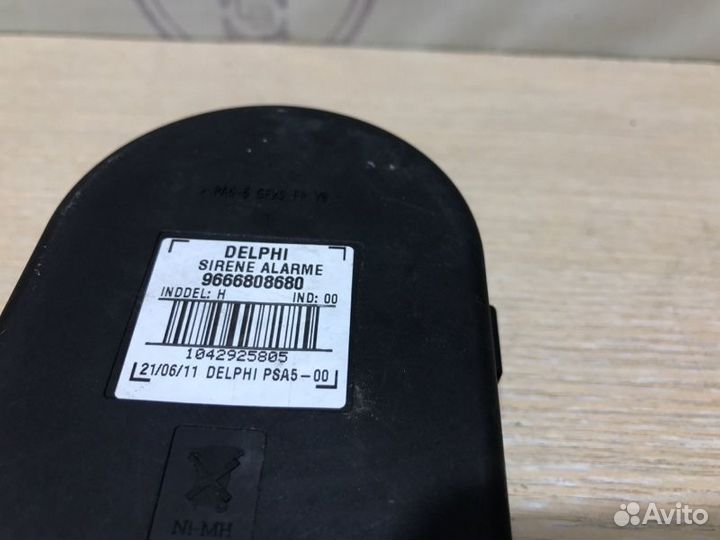 DELPHI
SIRENE ALARME
9666808680
INDDEL: H IND: 00
1042925805
21/06/11 DELPHI PSA5-00
NI-MH
Avito